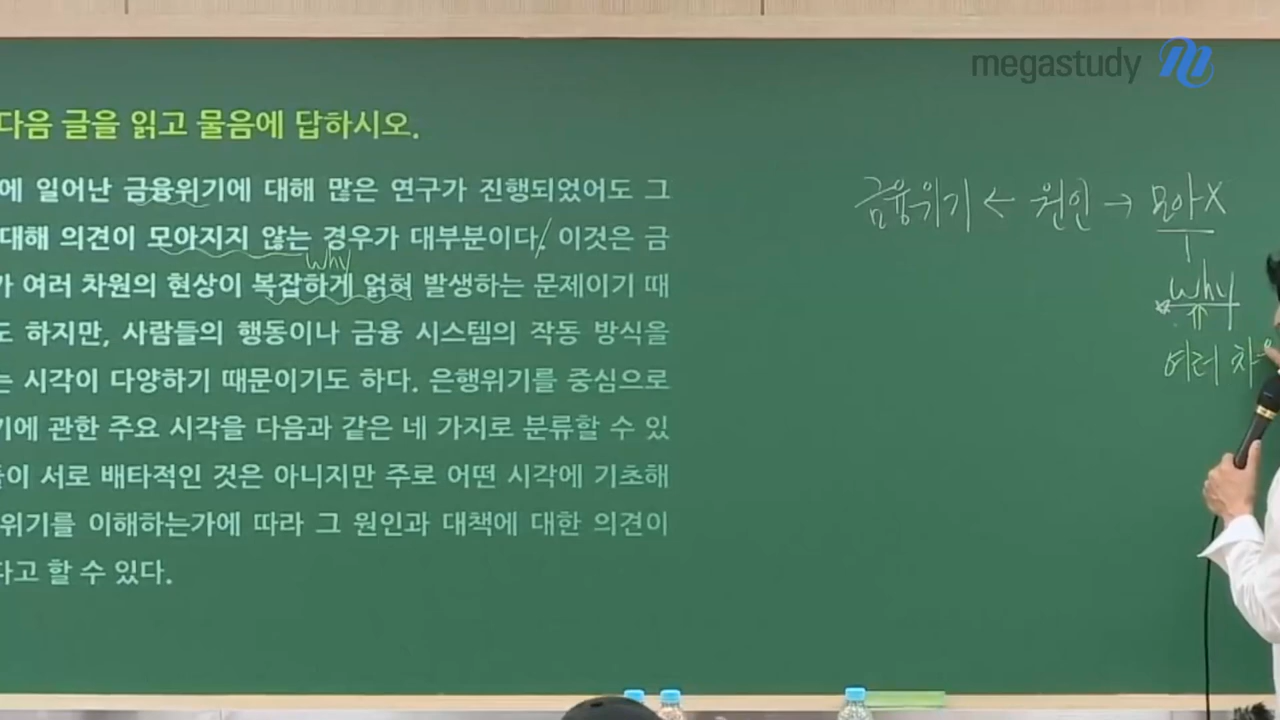 megastudy
다음 글을 읽고 물음에 답하시오.
에 일어난 금융위기에 대해 많은 연구가 진행되었어도 그
대해 의견이 모아지지 않는 경우가 대부분이다. 이것은 금
why
가 여러 차원의 현상이 복잡하게 얽혀 발생하는 문제이기 때
도 하지만, 사람들의 행동이나 금융 시스템의 작동 방식을
는 시각이 다양하기 때문이기도 하다. 은행위기를 중심으로
기에 관한 주요 시각을 다음과 같은 네 가지로 분류할 수 있
들이 서로 배타적인 것은 아니지만 주로 어떤 시각에 기초해
위기를 이해하는가에 따라 그 원인과 대책에 대한 의견이
다고 할 수 있다.
금융위기 ← 원인 → 모아X
why
여러 차